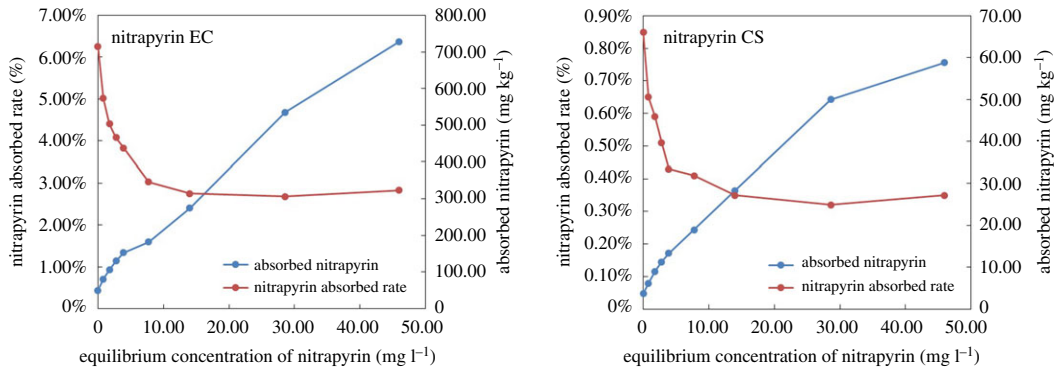 nitrapyrin EC
nitrapyrin absorbed rate (%)
7.00%
6.00%
5.00%
4.00%
3.00%
2.00%
1.00%
0%
800.00
700.00
600.00
500.00
400.00
300.00
200.00
100.00
0
absorbed nitrapyrin (mg kg⁻¹)
absorbed nitrapyrin
nitrapyrin absorbed rate
0 10.00 20.00 30.00 40.00 50.00
equilibrium concentration of nitrapyrin (mg l⁻¹)
nitrapyrin CS
nitrapyrin absorbed rate (%)
0.90%
0.80%
0.70%
0.60%
0.50%
0.40%
0.30%
0.20%
0.10%
0%
70.00
60.00
50.00
40.00
30.00
20.00
10.00
0
absorbed nitrapyrin (mg kg⁻¹)
absorbed nitrapyrin
nitrapyrin absorbed rate
0 10.00 20.00 30.00 40.00 50.00
equilibrium concentration of nitrapyrin (mg l⁻¹)